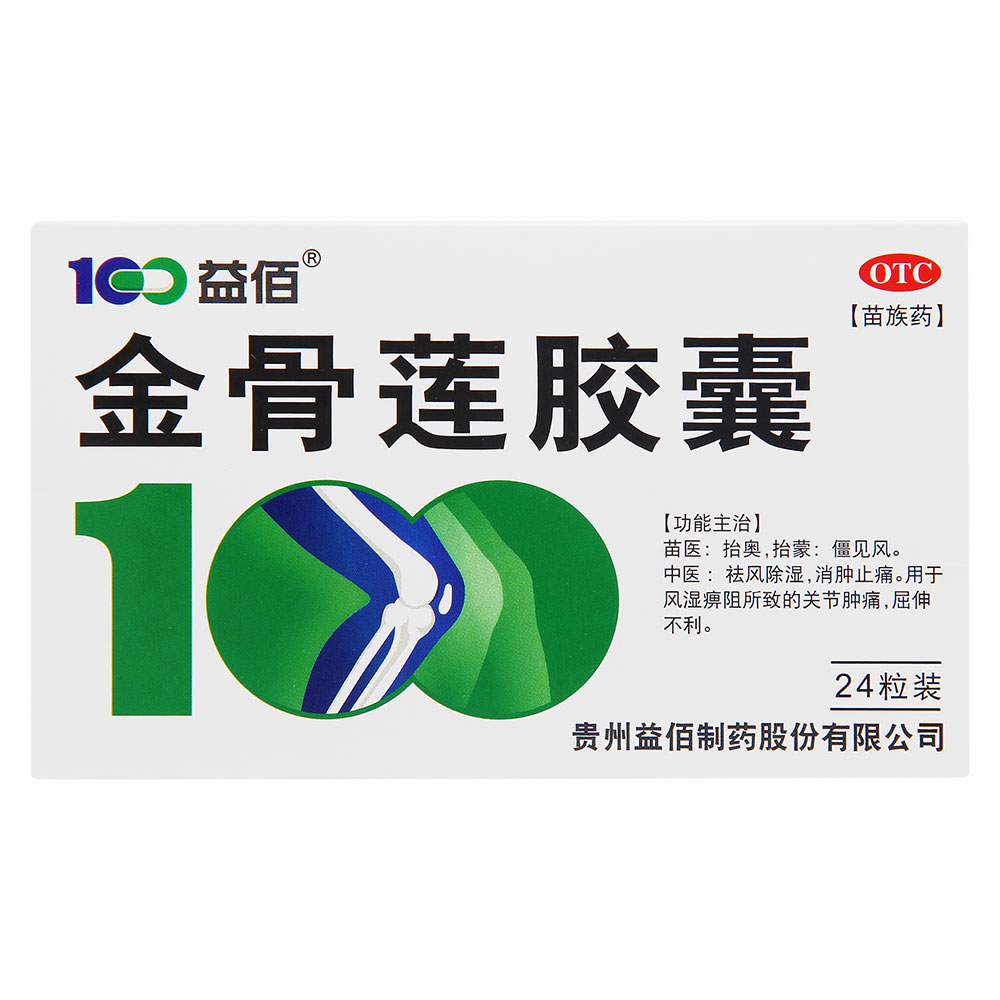 100 益佰®
OTC
【苗族药】
金骨莲胶囊
100
【功能主治】
苗医：抬奥,抬蒙：僵见风。
中医：祛风除湿,消肿止痛。用于
风湿痹阻所致的关节肿痛,屈伸
不利。
24粒装
贵州益佰制药股份有限公司